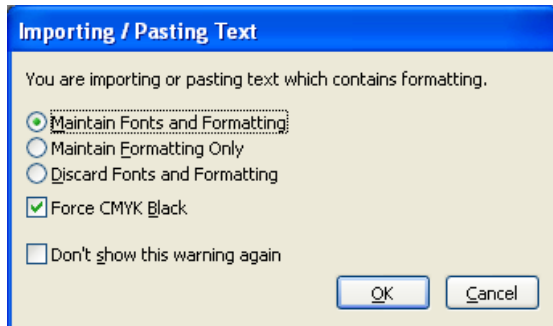 Importing / Pasting Text
You are importing or pasting text which contains formatting.
Maintain Fonts and Formatting
Maintain Formatting Only
Discard Fonts and Formatting
Force CMYK Black
Don't show this warning again
OK Cancel